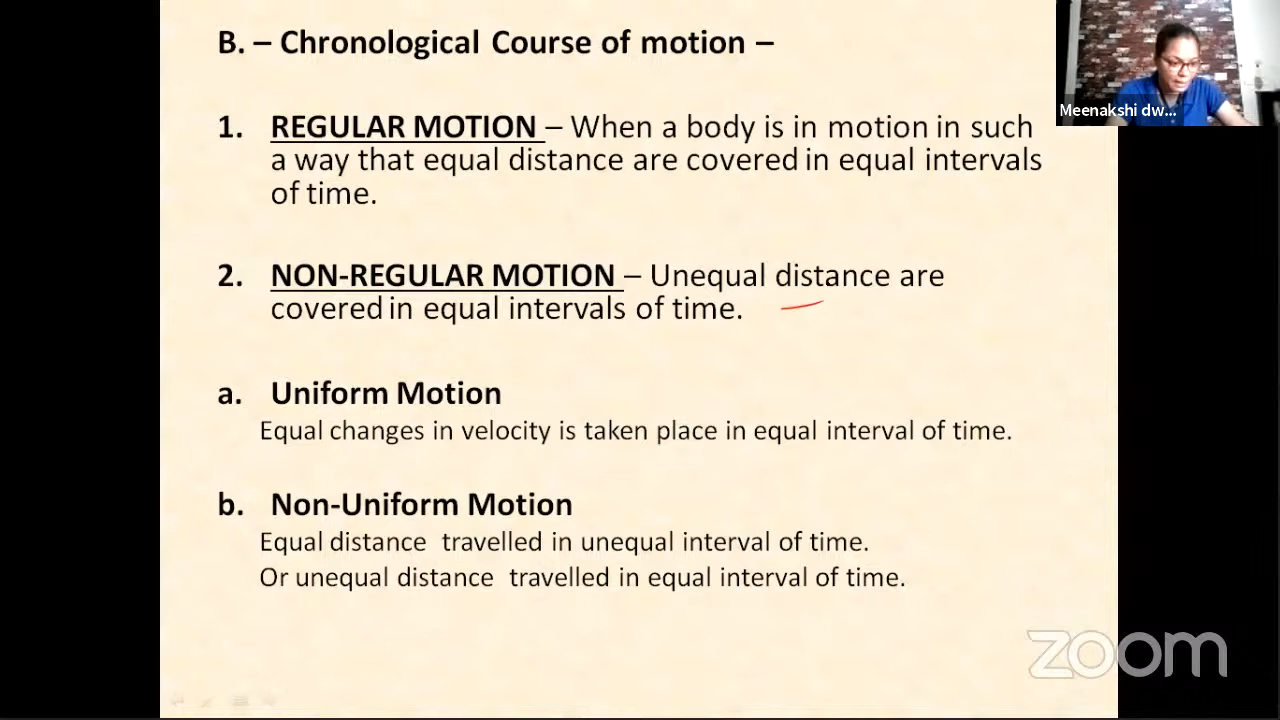 B. – Chronological Course of motion –
1. REGULAR MOTION – When a body is in motion in such
a way that equal distance are covered in equal intervals
of time.
2. NON-REGULAR MOTION – Unequal distance are
covered in equal intervals of time.
a. Uniform Motion
Equal changes in velocity is taken place in equal interval of time.
b. Non-Uniform Motion
Equal distance travelled in unequal interval of time.
Or unequal distance travelled in equal interval of time.
Meenakshi dw...
zoom